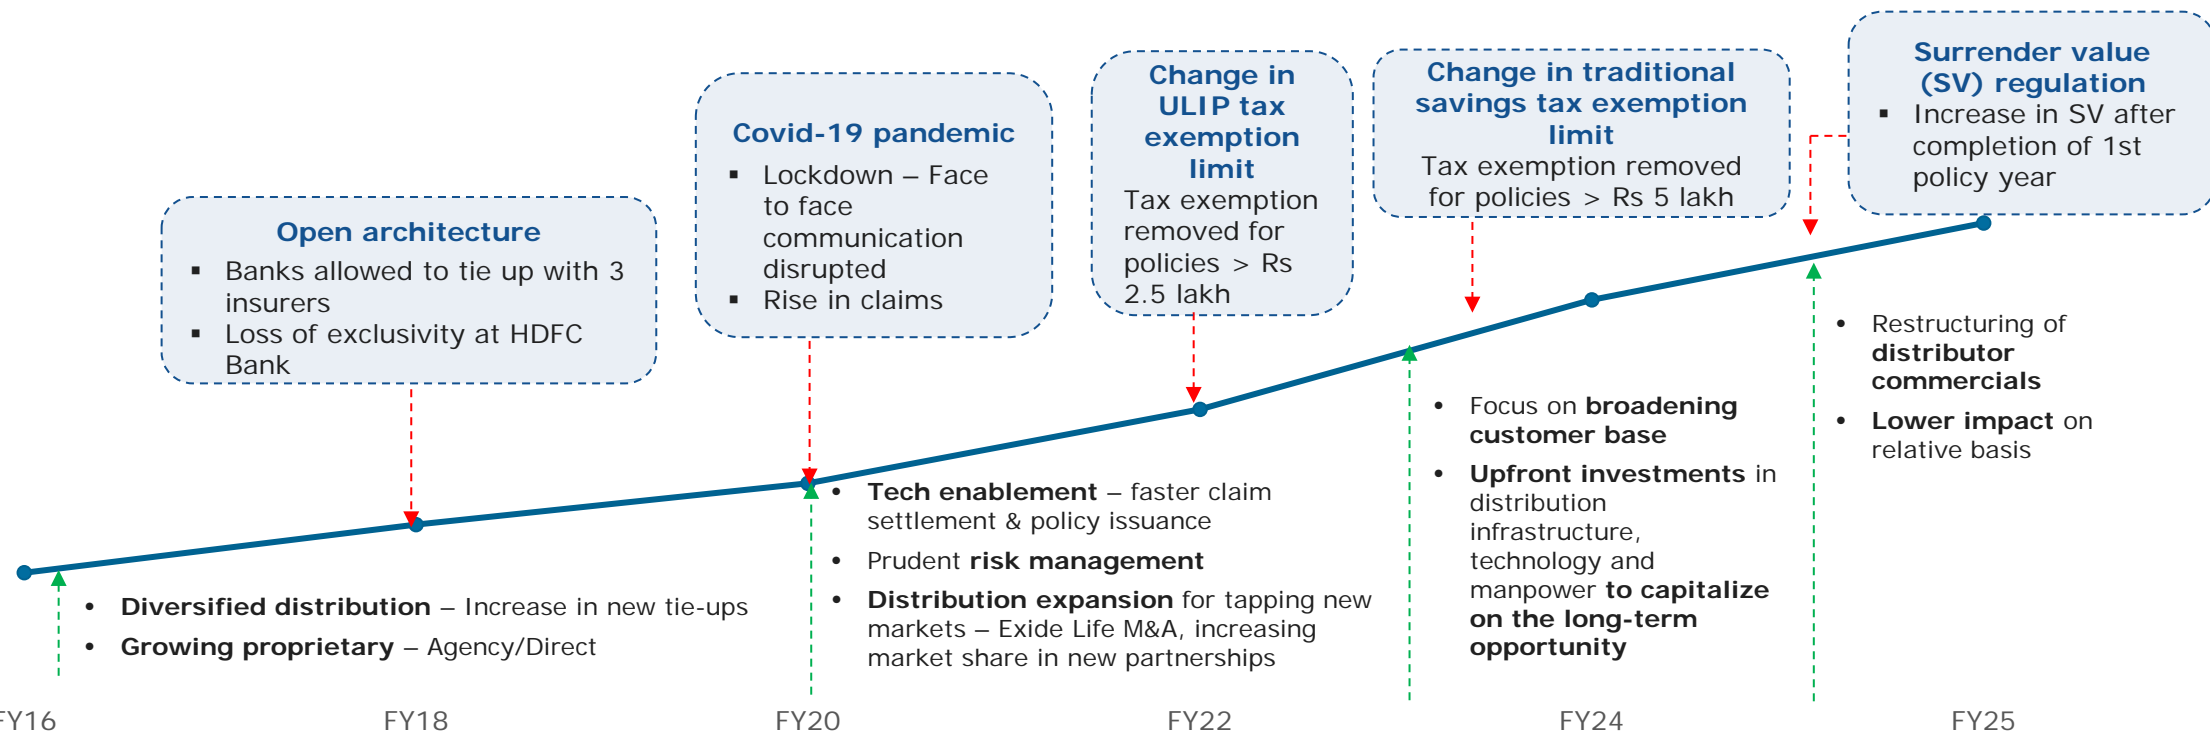 Open architecture
▪ Banks allowed to tie up with 3
insurers
▪ Loss of exclusivity at HDFC
Bank
Covid-19 pandemic
▪ Lockdown – Face
to face
communication
disrupted
▪ Rise in claims
Change in
ULIP tax
exemption
limit
Tax exemption
removed for
policies > Rs
2.5 lakh
Change in traditional
savings tax exemption
limit
Tax exemption removed
for policies > Rs 5 lakh
Surrender value
(SV) regulation
▪ Increase in SV after
completion of 1st
policy year
• Diversified distribution – Increase in new tie-ups
• Growing proprietary – Agency/Direct
• Tech enablement – faster claim
settlement & policy issuance
• Prudent risk management
• Distribution expansion for tapping new
markets – Exide Life M&A, increasing
market share in new partnerships
• Focus on broadening
customer base
• Upfront investments in
distribution
infrastructure,
technology and
manpower to capitalize
on the long-term
opportunity
• Restructuring of
distributor
commercials
• Lower impact on
relative basis
FY16
FY18
FY20
FY22
FY24
FY25